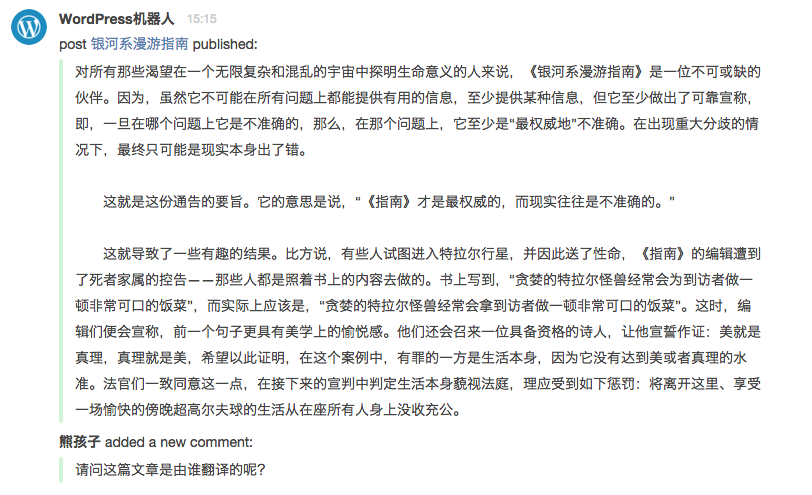 WordPress机器人 15:15
post 银河系漫游指南 published:
对所有那些渴望在一个无限复杂和混乱的宇宙中探明生命意义的人来说，《银河系漫游指南》是一位不可或缺的
伙伴。因为，虽然它不可能在所有问题上都能提供有用的信息，至少提供某种信息，但它至少做出了可靠宣称，
即，一旦在哪个问题上它是不准确的，那么，在那个问题上，它至少是“最权威地”不准确。在出现重大分歧的情
况下，最终只可能是现实本身出了错。
这就是这份通告的要旨。它的意思是说，“《指南》才是最权威的，而现实往往是不准确的。”
这就导致了一些有趣的结果。比方说，有些人试图进入特拉尔行星，并因此送了性命，《指南》的编辑遭到
了死者家属的控告——那些人都是照着书上的内容去做的。书上写到，“贪婪的特拉尔怪兽经常会为到访者做一
顿非常可口的饭菜”，而实际上应该是，“贪婪的特拉尔怪兽经常会拿到访者做一顿非常可口的饭菜”。这时，编
辑们便会宣称，前一个句子更具有美学上的愉悦感。他们还会召来一位具备资格的诗人，让他宣誓作证：美就是
真理，真理就是美，希望以此证明，在这个案例中，有罪的一方是生活本身，因为它没有达到美或者真理的水
准。法官们一致同意这一点，在接下来的宣判中判定生活本身藐视法庭，理应受到如下惩罚：将离开这里、享受
一场愉快的傍晚超高尔夫球的生活从在座所有人身上没收充公。
熊孩子 added a new comment:
请问这篇文章是由谁翻译的呢？